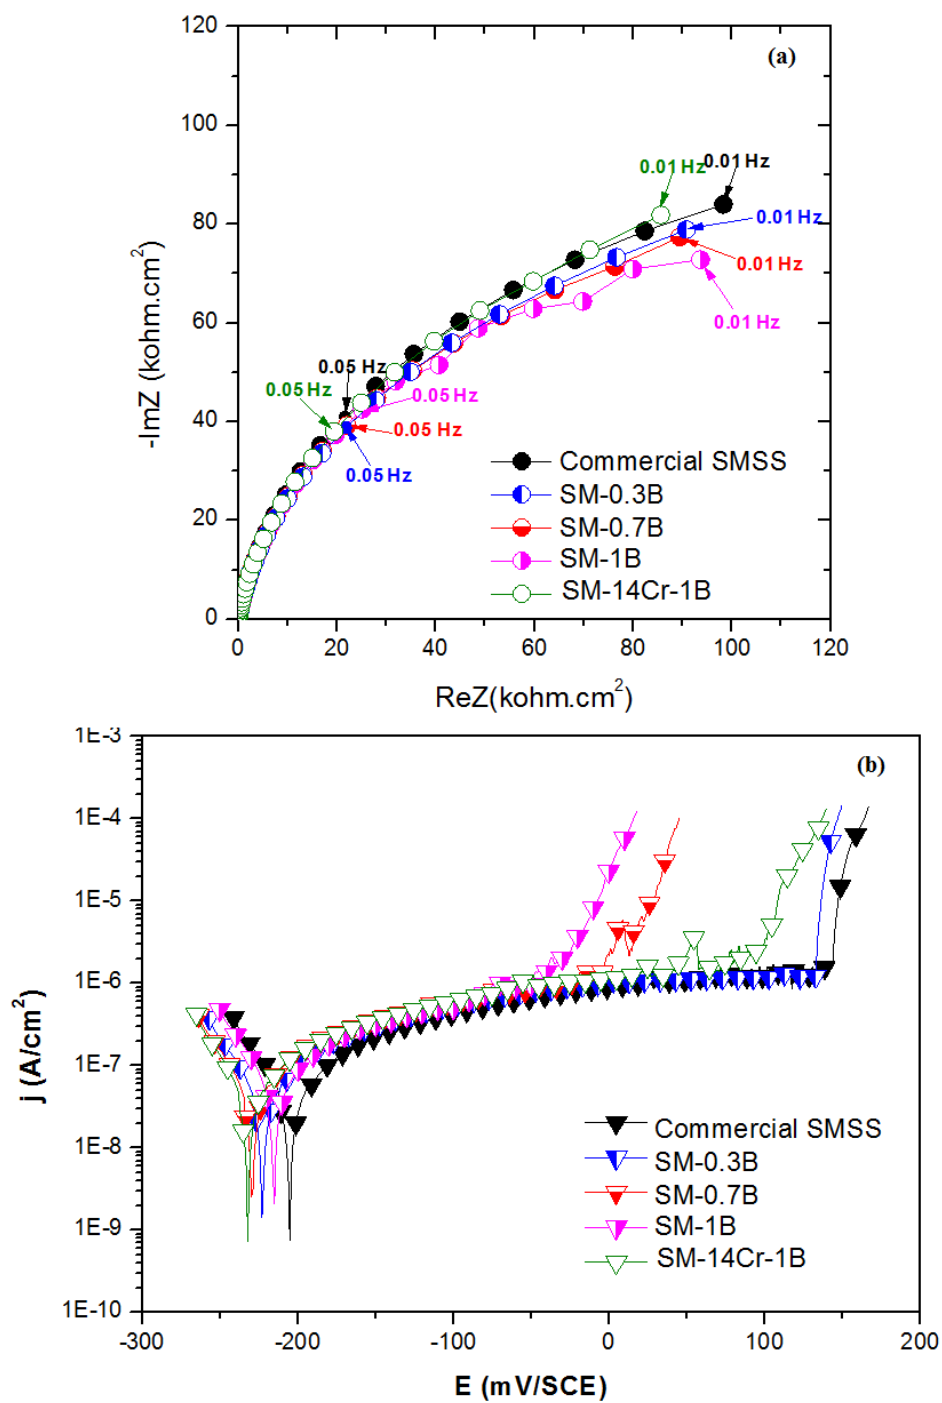 120
(a)
100
0.01 Hz
0.01 Hz
80
0.01 Hz
0.01 Hz
0.01 Hz
60
0.05 Hz
0.05 Hz
0.05 Hz
0.05 Hz
0.05 Hz
40
20
0
-ImZ (kohm.cm²)
Commercial SMSS
SM-0.3B
SM-0.7B
SM-1B
SM-14Cr-1B
0 20 40 60 80 100 120
ReZ(kohm.cm²)
1E-3
(b)
1E-4
1E-5
1E-6
1E-7
1E-8
1E-9
1E-10
j (A/cm²)
Commercial SMSS
SM-0.3B
SM-0.7B
SM-1B
SM-14Cr-1B
-300 -200 -100 0 100 200
E (mV/SCE)